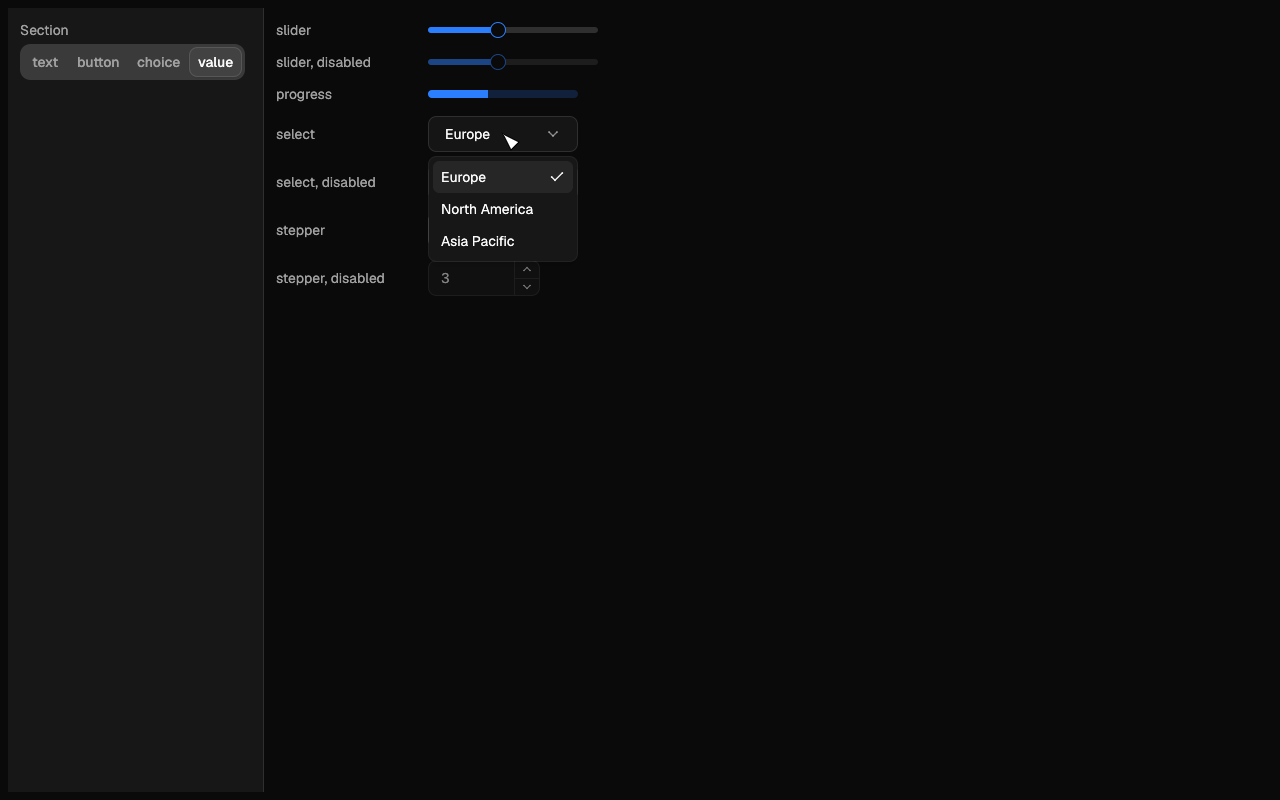 Section
text button choice value
slider
slider, disabled
progress
select
Europe
select, disabled
Europe
North America
Asia Pacific
stepper
stepper, disabled
3